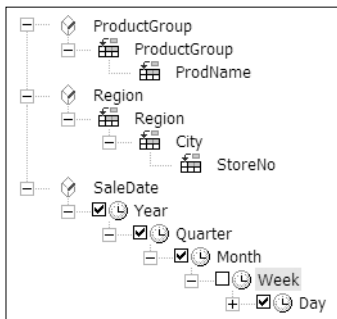 ProductGroup
ProductGroup
ProdName
Region
Region
City
StoreNo
SaleDate
Year
Quarter
Month
Week
Day